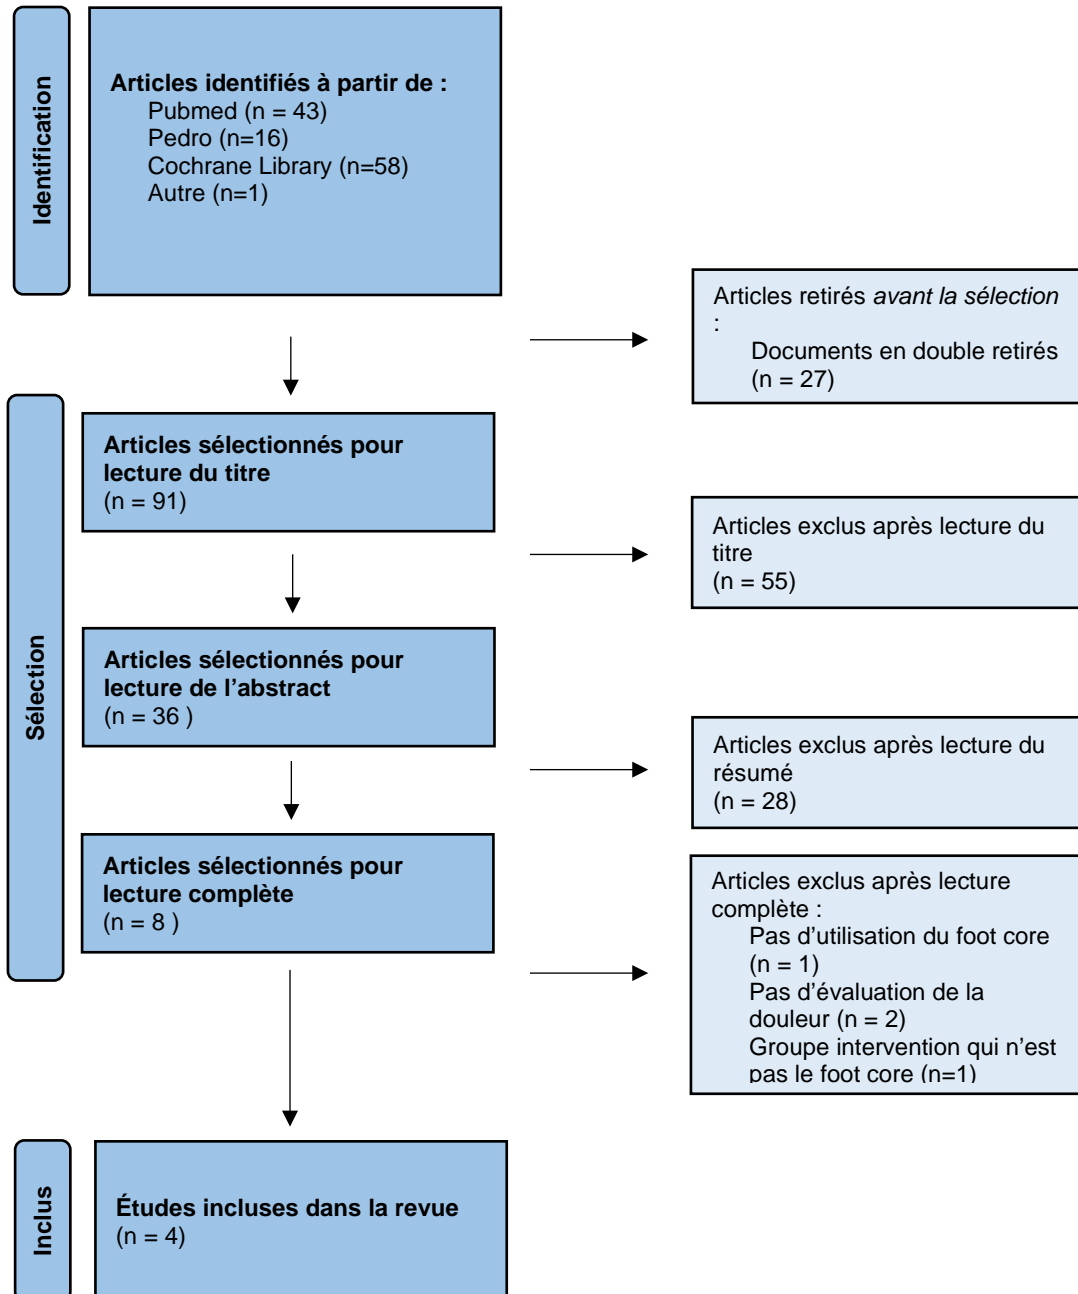 Identification
Articles identifiés à partir de :
Pubmed (n = 43)
Pedro (n=16)
Cochrane Library (n=58)
Autre (n=1)
Articles retirés avant la sélection
:
Documents en double retirés
(n = 27)
Sélection
Articles sélectionnés pour
lecture du titre
(n = 91)
Articles exclus après lecture du
titre
(n = 55)
Articles sélectionnés pour
lecture de l’abstract
(n = 36 )
Articles exclus après lecture du
résumé
(n = 28)
Articles sélectionnés pour
lecture complète
(n = 8 )
Articles exclus après lecture
complète :
Pas d’utilisation du foot core
(n = 1)
Pas d’évaluation de la
douleur (n = 2)
Groupe intervention qui n’est
pas le foot core (n=1)
Inclus
Études incluses dans la revue
(n = 4)